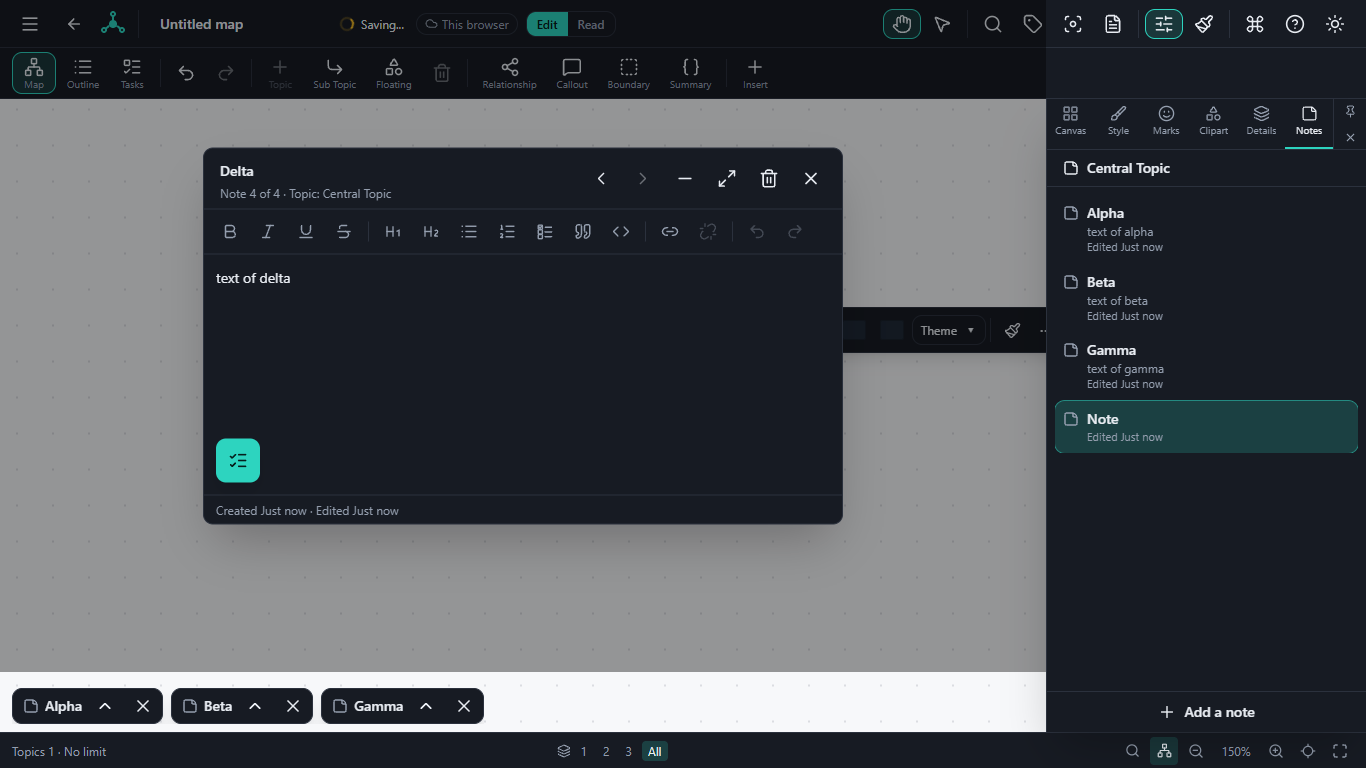 Untitled map
Saving...
This browser
Edit
Read
Map
Outline
Tasks
Topic
Sub Topic
Floating
Relationship
Callout
Boundary
Summary
Insert
Canvas
Style
Marks
Clipart
Details
Notes
Delta
Note 4 of 4 · Topic: Central Topic
B I U S H1 H2
text of delta
Created Just now · Edited Just now
Theme
Central Topic
Alpha
text of alpha
Edited Just now
Beta
text of beta
Edited Just now
Gamma
text of gamma
Edited Just now
Note
Edited Just now
Add a note
Alpha
Beta
Gamma
Topics 1 · No limit
1 2 3 All
150%